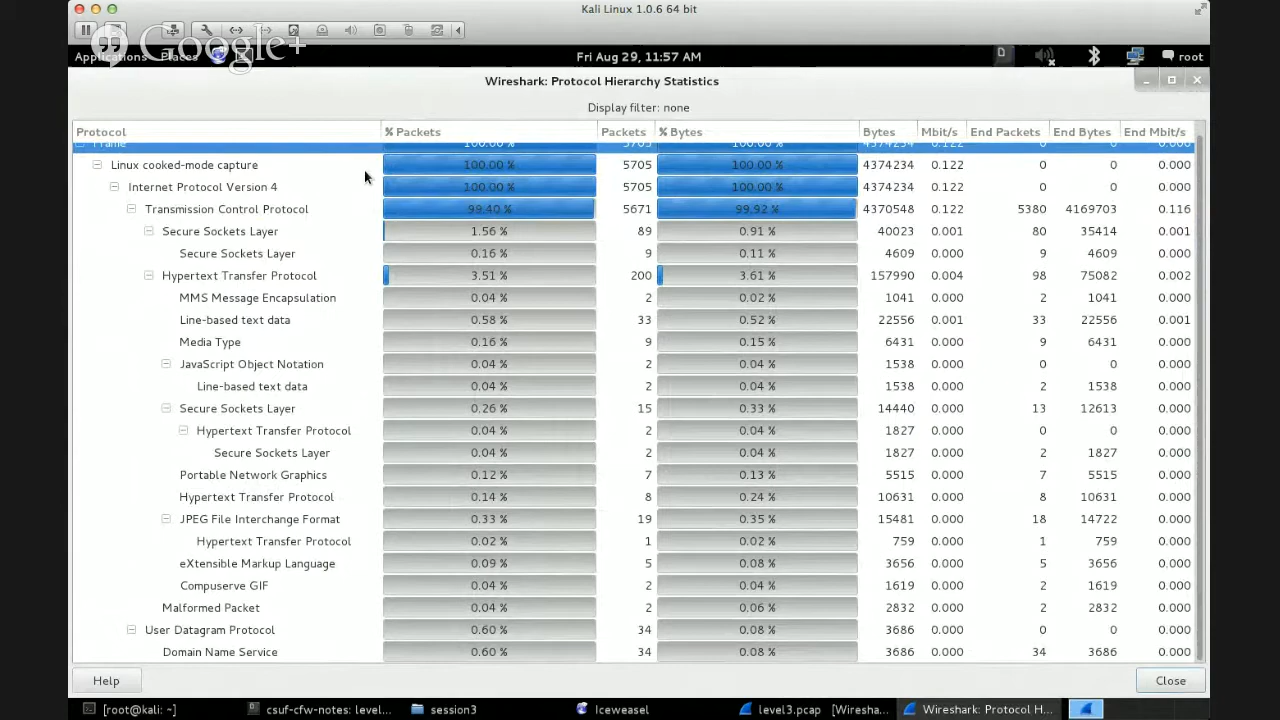 Kali Linux 1.0.6 64 bit
Google+
Applications Places Fri Aug 29, 11:57 AM root
Wireshark: Protocol Hierarchy Statistics
Display filter: none
Protocol % Packets Packets % Bytes Bytes Mbit/s End Packets End Bytes End Mbit/s
Frame 100.00 % 5705 100.00 % 4374234 0.122 0 0 0.000
Linux cooked-mode capture 100.00 % 5705 100.00 % 4374234 0.122 0 0 0.000
Internet Protocol Version 4 100.00 % 5705 100.00 % 4374234 0.122 0 0 0.000
Transmission Control Protocol 99.40 % 5671 99.92 % 4370548 0.122 5380 4169703 0.116
Secure Sockets Layer 1.56 % 89 0.91 % 40023 0.001 80 35414 0.001
Secure Sockets Layer 0.16 % 9 0.11 % 4609 0.000 9 4609 0.000
Hypertext Transfer Protocol 3.51 % 200 3.61 % 157990 0.004 98 75082 0.002
MMS Message Encapsulation 0.04 % 2 0.02 % 1041 0.000 2 1041 0.000
Line-based text data 0.58 % 33 0.52 % 22556 0.001 33 22556 0.001
Media Type 0.16 % 9 0.15 % 6431 0.000 9 6431 0.000
JavaScript Object Notation 0.04 % 2 0.04 % 1538 0.000 0 0 0.000
Line-based text data 0.04 % 2 0.04 % 1538 0.000 2 1538 0.000
Secure Sockets Layer 0.26 % 15 0.33 % 14440 0.000 13 12613 0.000
Hypertext Transfer Protocol 0.04 % 2 0.04 % 1827 0.000 0 0 0.000
Secure Sockets Layer 0.04 % 2 0.04 % 1827 0.000 2 1827 0.000
Portable Network Graphics 0.12 % 7 0.13 % 5515 0.000 7 5515 0.000
Hypertext Transfer Protocol 0.14 % 8 0.24 % 10631 0.000 8 10631 0.000
JPEG File Interchange Format 0.33 % 19 0.35 % 15481 0.000 18 14722 0.000
Hypertext Transfer Protocol 0.02 % 1 0.02 % 759 0.000 1 759 0.000
eXtensible Markup Language 0.09 % 5 0.08 % 3656 0.000 5 3656 0.000
Compuserve GIF 0.04 % 2 0.04 % 1619 0.000 2 1619 0.000
Malformed Packet 0.04 % 2 0.06 % 2832 0.000 2 2832 0.000
User Datagram Protocol 0.60 % 34 0.08 % 3686 0.000 0 0 0.000
Domain Name Service 0.60 % 34 0.08 % 3686 0.000 34 3686 0.000
Help Close
[root@kali: ~] csuf-cfw-notes: level... session3 Iceweasel level3.pcap [Wiresha... Wireshark: Protocol H...